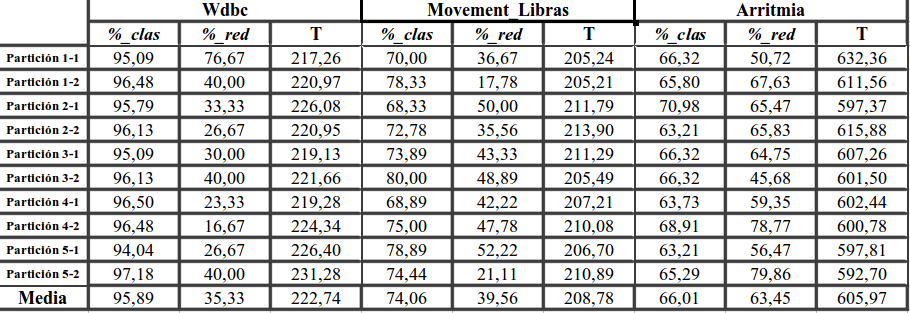 Wdbc Movement_Libras Arritmia
%_clas %_red T %_clas %_red T %_clas %_red T
Partición 1-1 95,09 76,67 217,26 70,00 36,67 205,24 66,32 50,72 632,36
Partición 1-2 96,48 40,00 220,97 78,33 17,78 205,21 65,80 67,63 611,56
Partición 2-1 95,79 33,33 226,08 68,33 50,00 211,79 70,98 65,47 597,37
Partición 2-2 96,13 26,67 220,95 72,78 35,56 213,90 63,21 65,83 615,88
Partición 3-1 95,09 30,00 219,13 73,89 43,33 211,29 66,32 64,75 607,26
Partición 3-2 96,13 40,00 221,66 80,00 48,89 205,49 66,32 45,68 601,50
Partición 4-1 96,50 23,33 219,28 68,89 42,22 207,21 63,73 59,35 602,44
Partición 4-2 96,48 16,67 224,34 75,00 47,78 210,08 68,91 78,77 600,78
Partición 5-1 94,04 26,67 226,40 78,89 52,22 206,70 63,21 56,47 597,81
Partición 5-2 97,18 40,00 231,28 74,44 21,11 210,89 65,29 79,86 592,70
Media 95,89 35,33 222,74 74,06 39,56 208,78 66,01 63,45 605,97